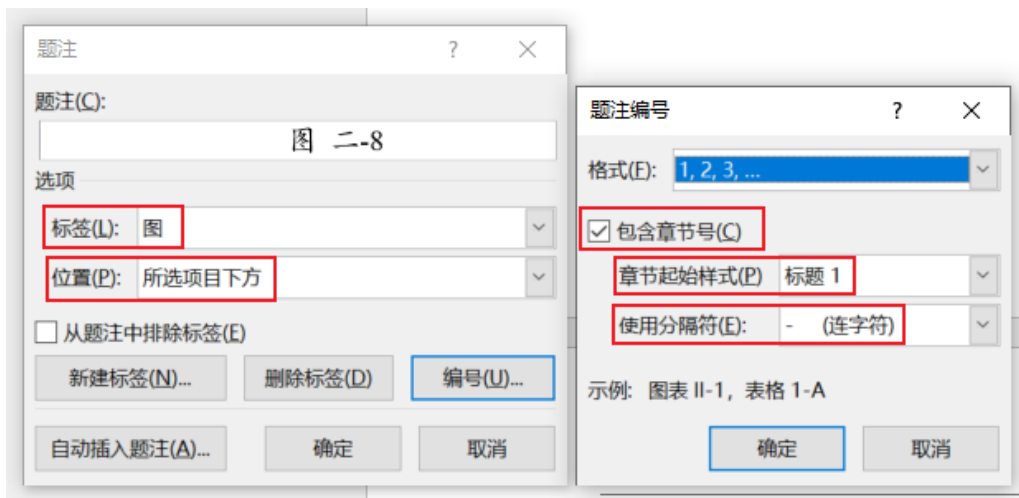 题注 ?
题注(C):
图 二-8
选项
标签(L): 图
位置(P): 所选项目下方
从题注中排除标签(E)
新建标签(N)... 删除标签(D) 编号(U)...
自动插入题注(A)... 确定 取消
题注编号 ?
格式(F): 1, 2, 3, ...
包含章节号(C)
章节起始样式(P) 标题 1
使用分隔符(E): - (连字符)
示例: 图表 II-1，表格 1-A
确定 取消